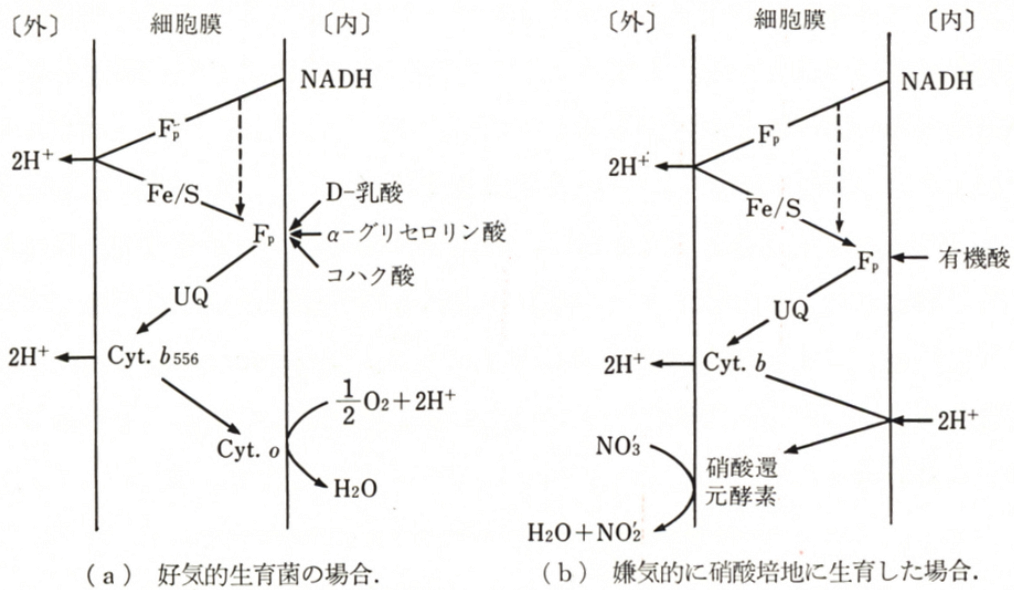 〔外〕 細胞膜 〔内〕
NADH
Fp
2H⁺
Fe/S
D-乳酸
Fp
α-グリセロリン酸
コハク酸
UQ
2H⁺
Cyt. b556
1/2 O2+2H⁺
Cyt. o
H2O
(a) 好気的生育菌の場合.
〔外〕 細胞膜 〔内〕
NADH
Fp
2H⁺
Fe/S
Fp
有機酸
UQ
2H⁺
Cyt. b
2H⁺
NO3′
硝酸還
元酵素
H2O+NO2′
(b) 嫌気的に硝酸培地に生育した場合.